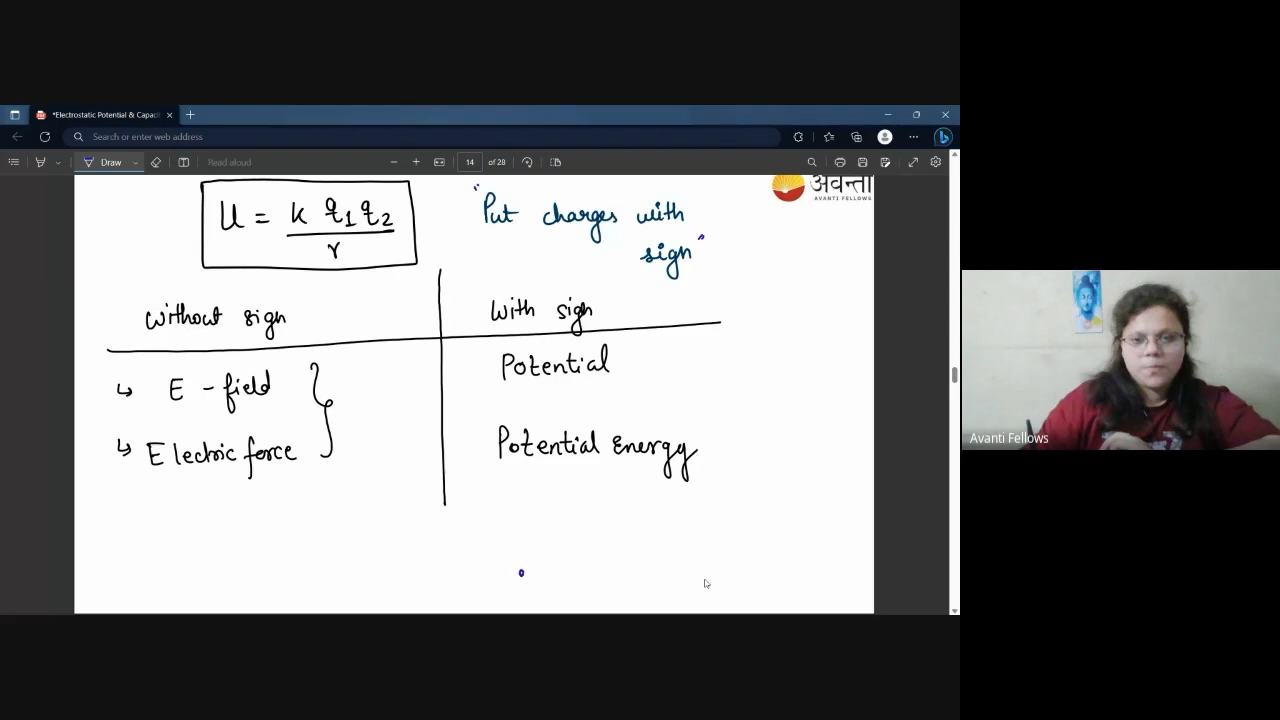 *Electrostatic Potential & Capaci
Search or enter web address
Draw
Read aloud
14 of 28
अवन्ती
AVANTI FELLOWS
U = k q1q2
r
"Put charges with
sign"
without sign
With sign
↳ E - field
Potential
↳ Electric force
Potential Energy
Avanti Fellows